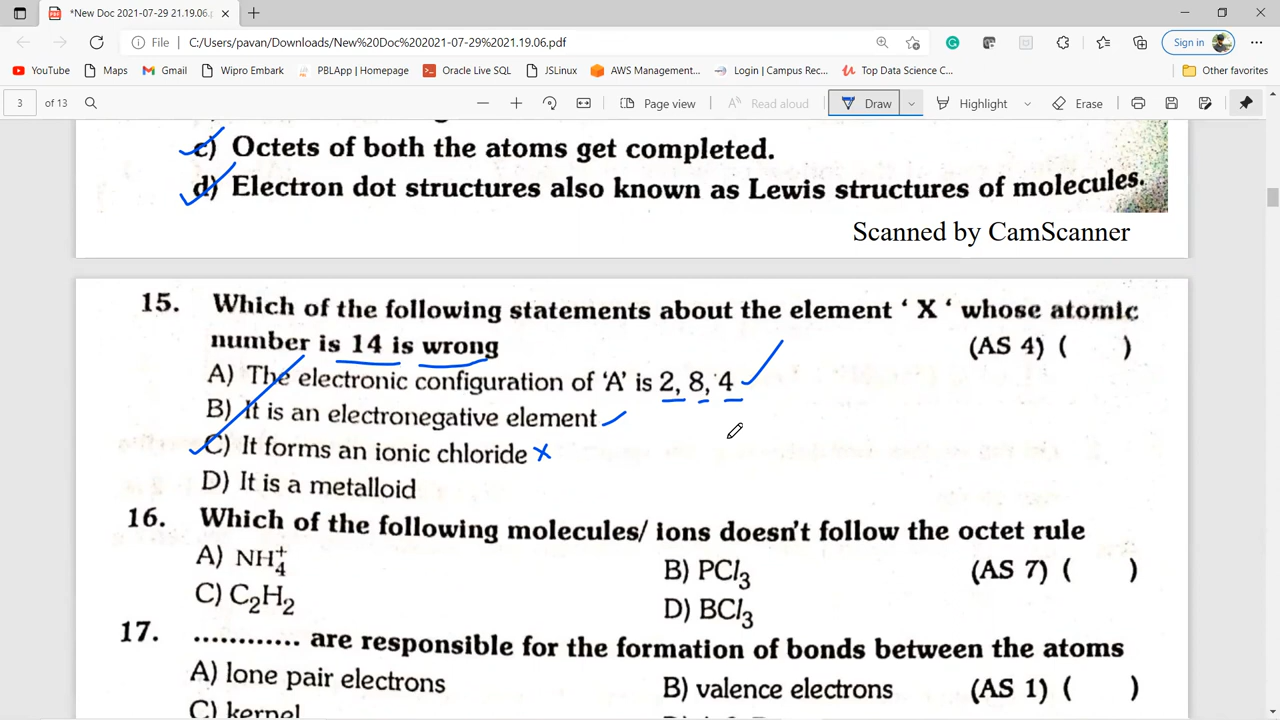 *New Doc 2021-07-29 21.19.06.p
File C:/Users/pavan/Downloads/New%20Doc%202021-07-29%2021.19.06.pdf
Sign in
YouTube Maps Gmail Wipro Embark PBLApp | Homepage Oracle Live SQL JSLinux AWS Management... Login | Campus Rec... Top Data Science C... Other favorites
3 of 13 Page view Read aloud Draw Highlight Erase
c) Octets of both the atoms get completed.
d) Electron dot structures also known as Lewis structures of molecules.
Scanned by CamScanner
15. Which of the following statements about the element ‘ X ‘ whose atomic
number is 14 is wrong (AS 4) ( )
A) The electronic configuration of ‘A’ is 2, 8, 4
B) It is an electronegative element
C) It forms an ionic chloride
D) It is a metalloid
16. Which of the following molecules/ ions doesn't follow the octet rule
A) NH₄⁺ B) PCl₃ (AS 7) ( )
C) C₂H₂ D) BCl₃
17. ............ are responsible for the formation of bonds between the atoms
A) lone pair electrons B) valence electrons (AS 1) ( )
C) kernel